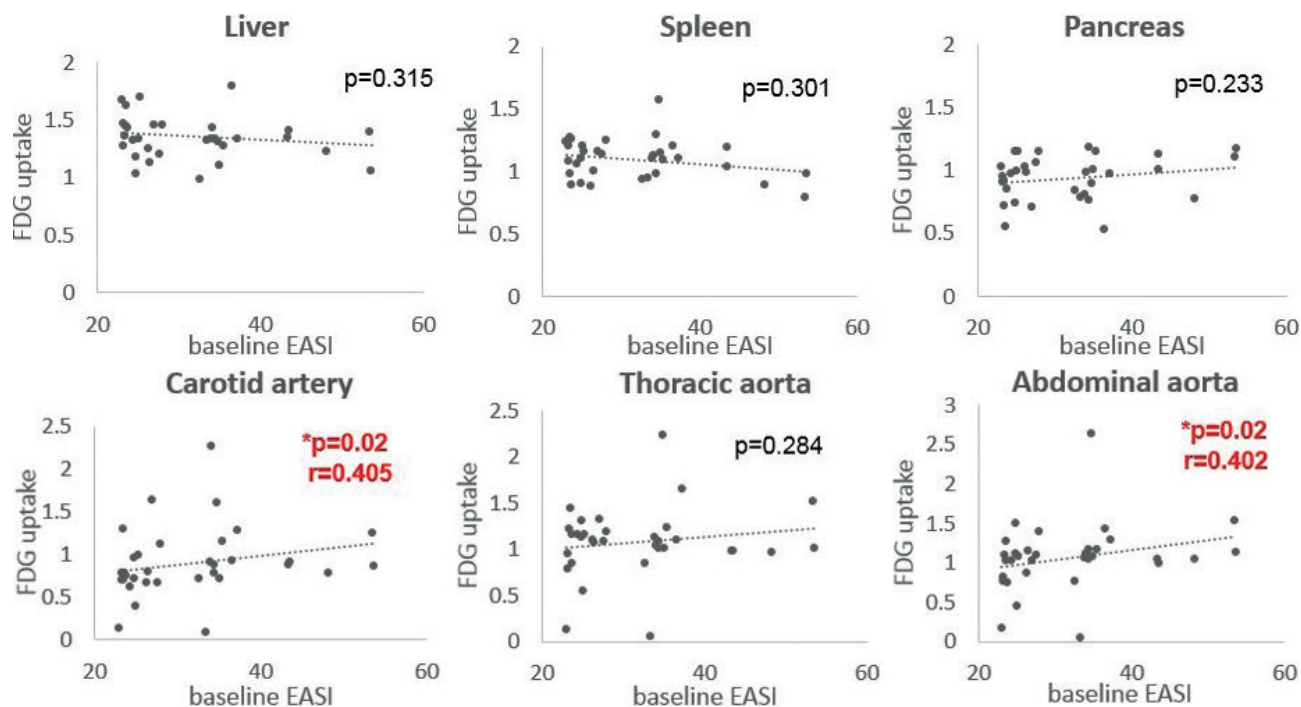 Liver
2
p=0.315
1.5
1
0.5
0
FDG uptake
20
40
60
baseline EASI
Spleen
2
p=0.301
1.5
1
0.5
0
FDG uptake
20
40
60
baseline EASI
Pancreas
2
p=0.233
1.5
1
0.5
0
FDG uptake
20
40
60
baseline EASI
Carotid artery
2.5
*p=0.02
r=0.405
2
1.5
1
0.5
0
FDG uptake
20
40
60
baseline EASI
Thoracic aorta
2.5
p=0.284
2
1.5
1
0.5
0
FDG uptake
20
40
60
baseline EASI
Abdominal aorta
3
*p=0.02
r=0.402
2.5
2
1.5
1
0.5
0
FDG uptake
20
40
60
baseline EASI